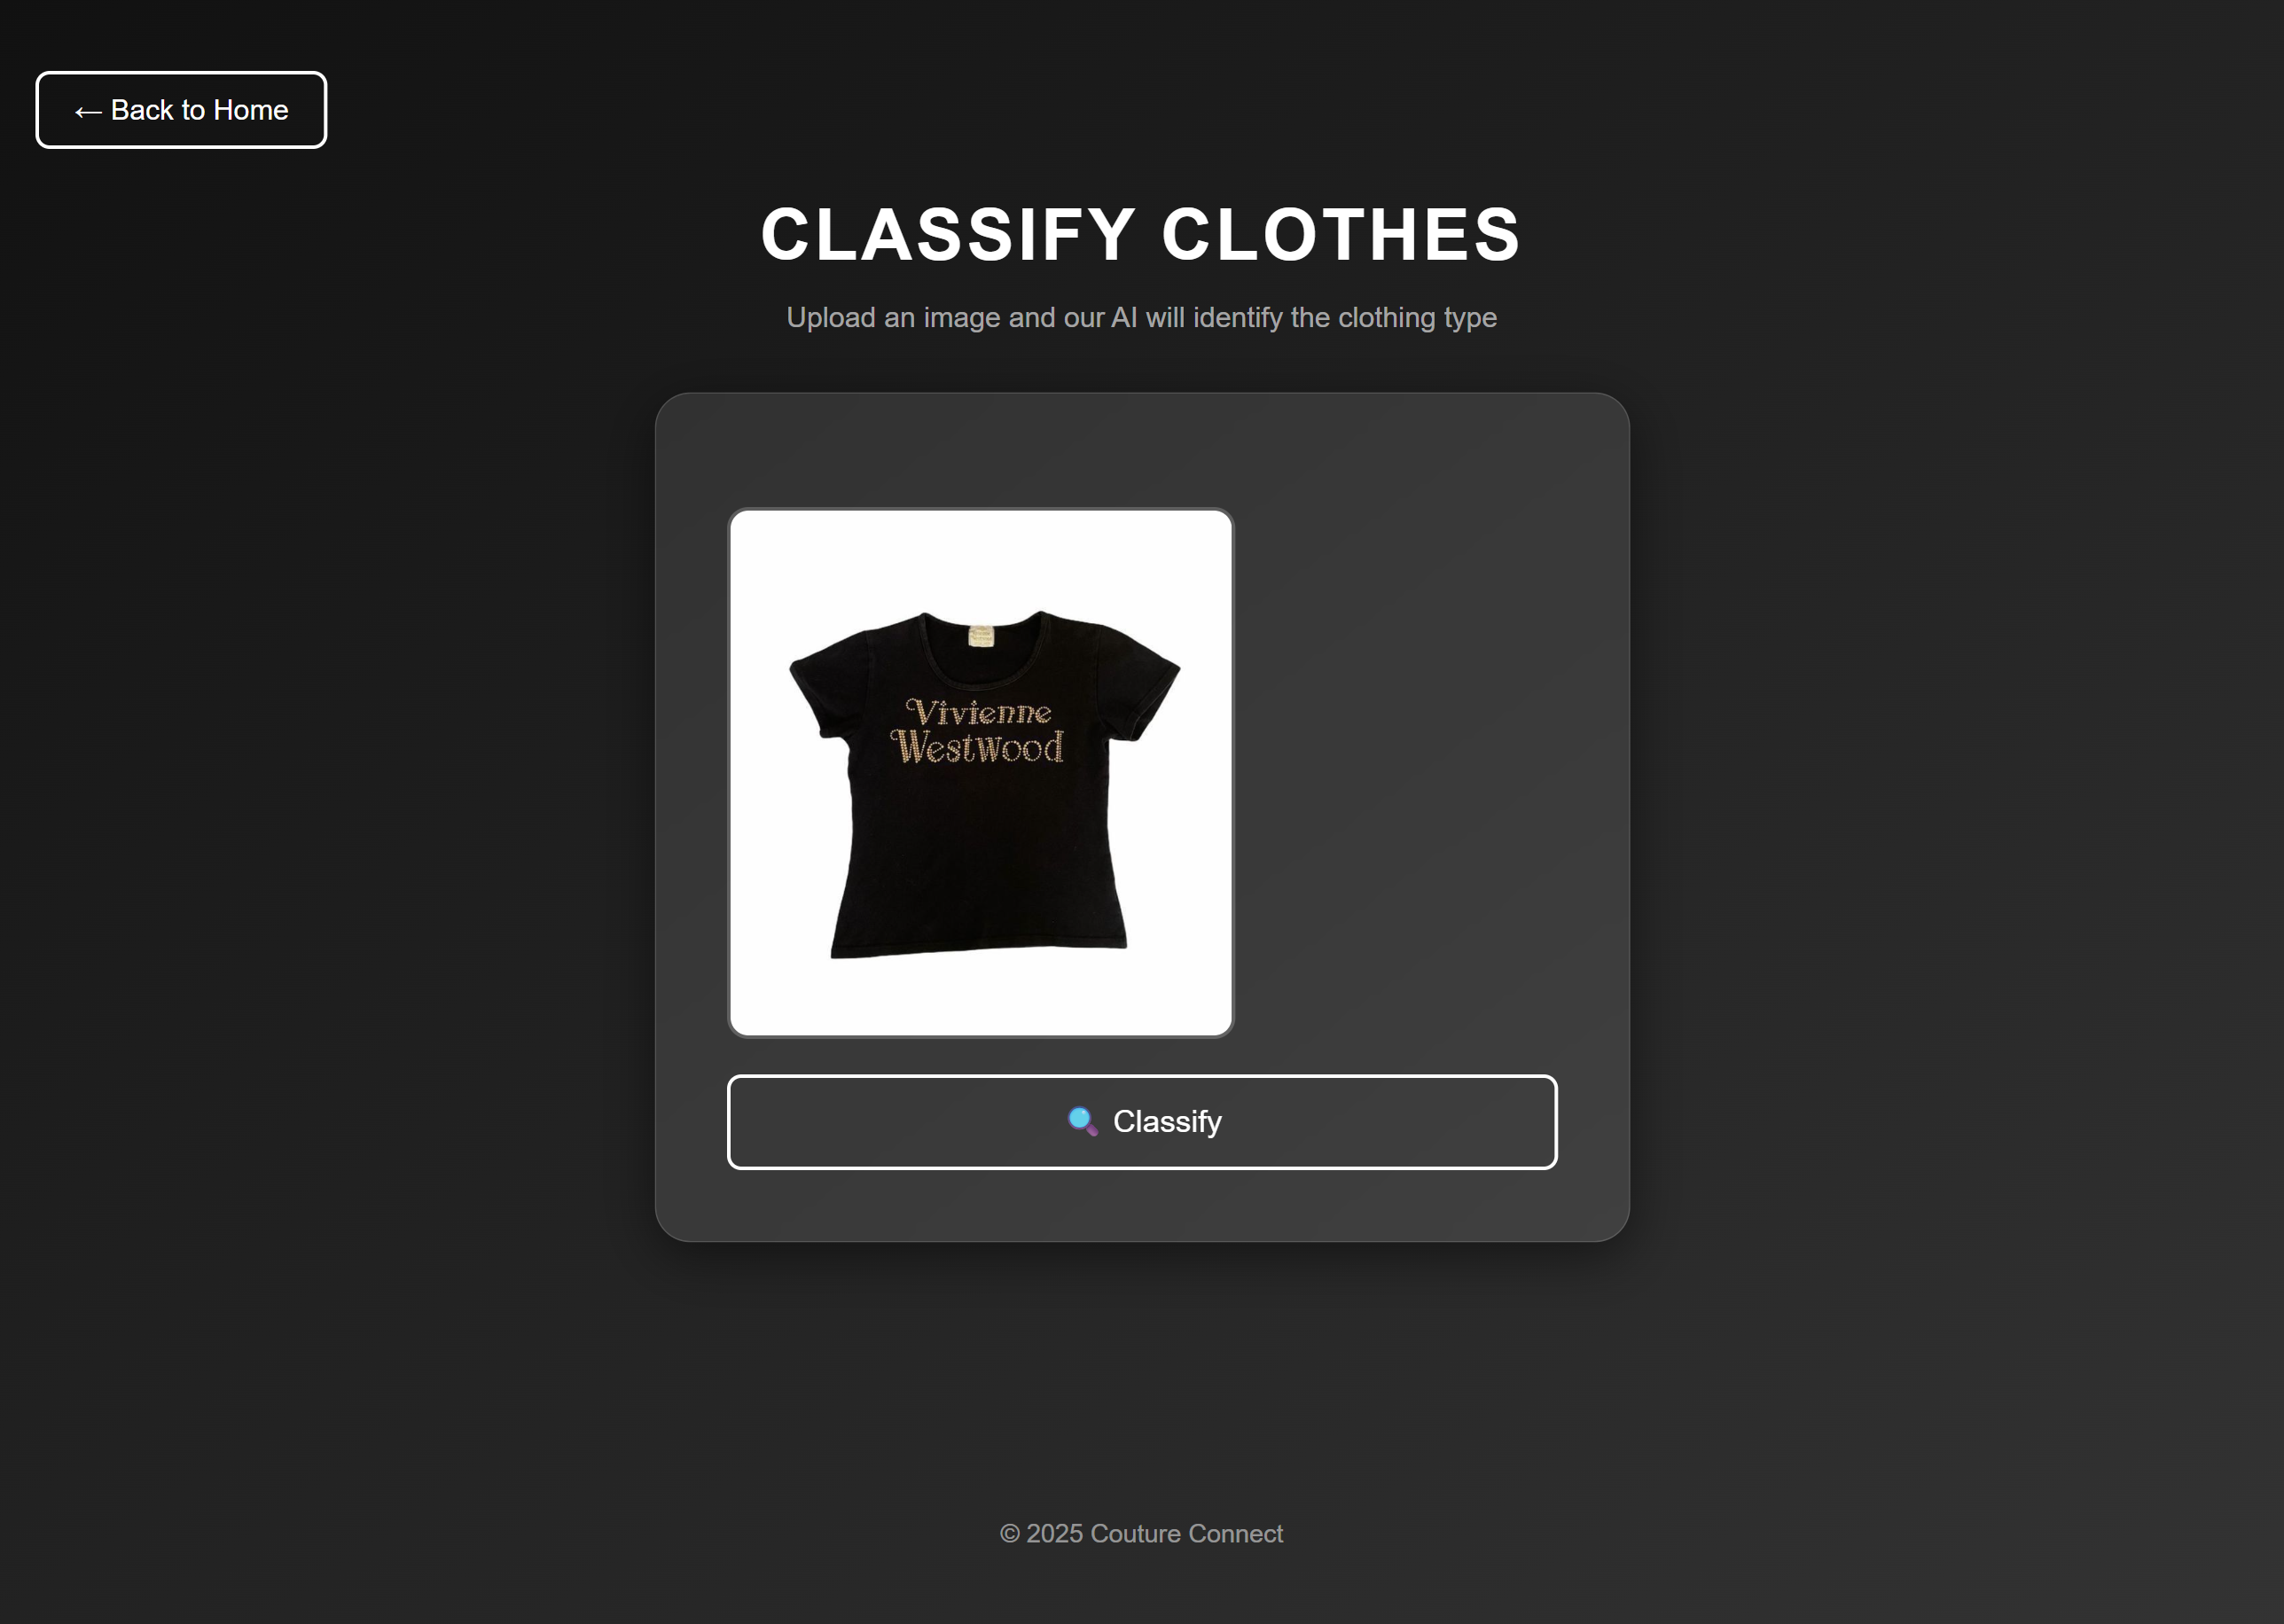 ← Back to Home
CLASSIFY CLOTHES
Upload an image and our AI will identify the clothing type
Vivienne
Westwood
Classify
© 2025 Couture Connect